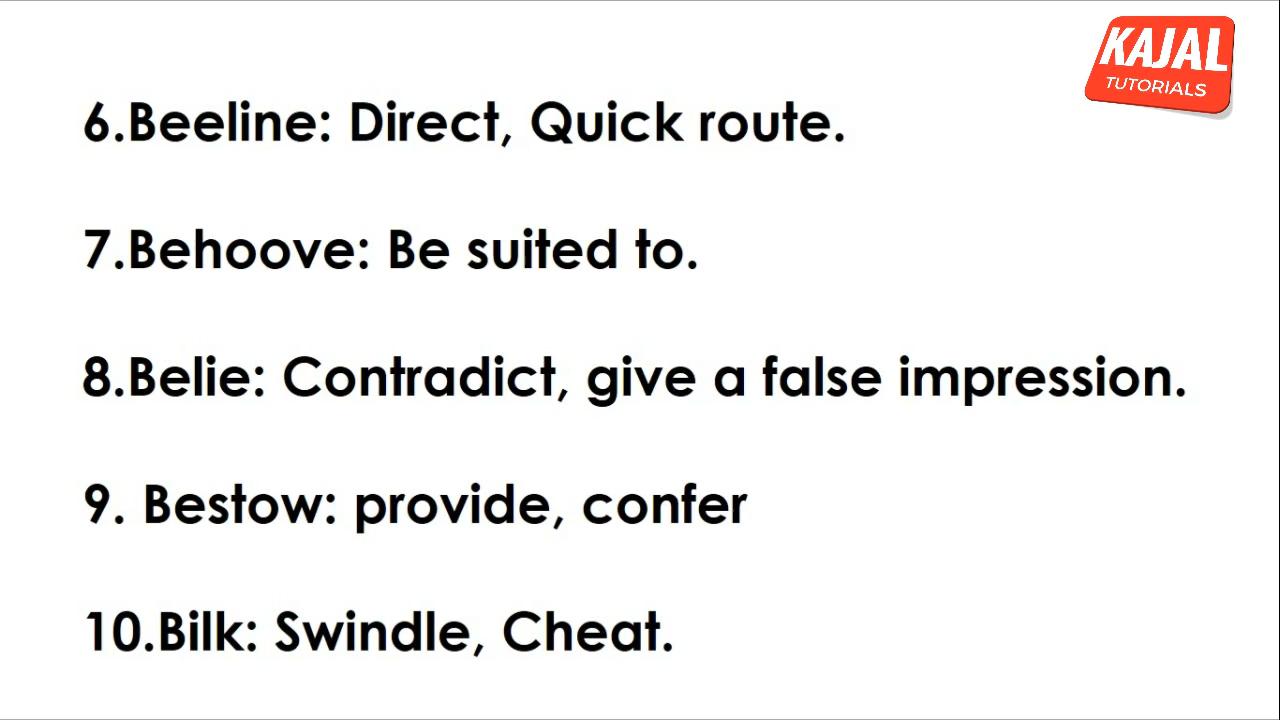 KAJAL
TUTORIALS
6.Beeline: Direct, Quick route.
7.Behoove: Be suited to.
8.Belie: Contradict, give a false impression.
9. Bestow: provide, confer
10.Bilk: Swindle, Cheat.